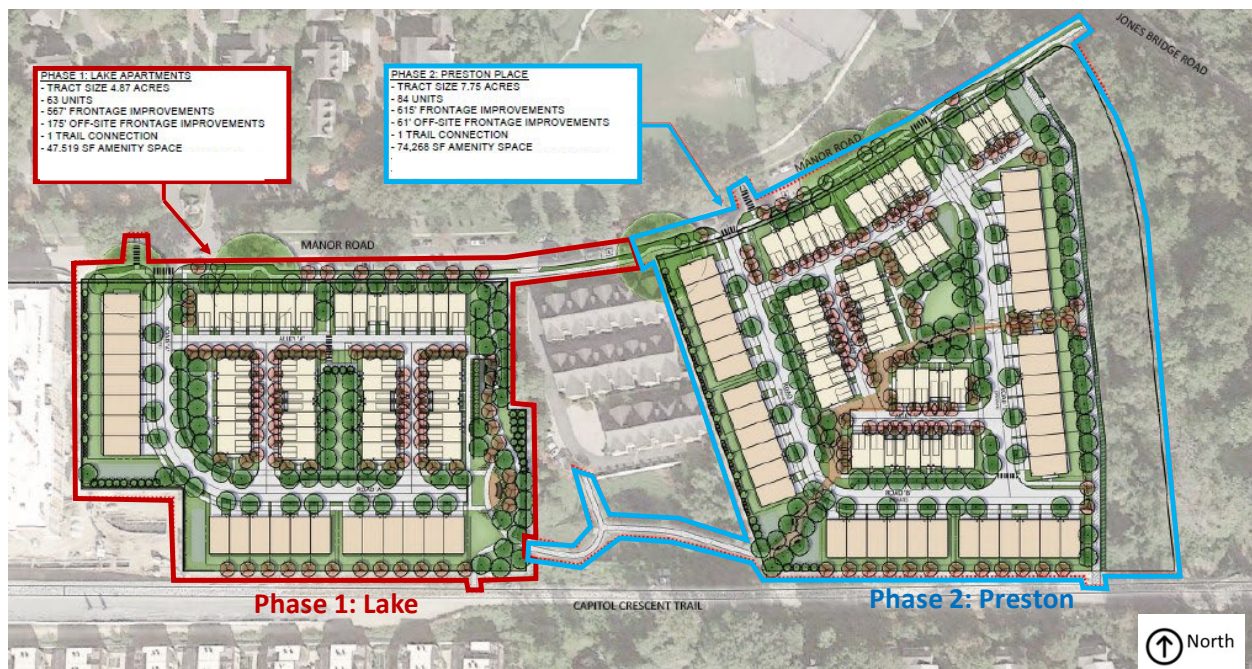 JONES BRIDGE ROAD
PHASE 1: LAKE APARTMENTS
- TRACT SIZE 4.87 ACRES
- 63 UNITS
- 567' FRONTAGE IMPROVEMENTS
- 175' OFF-SITE FRONTAGE IMPROVEMENTS
- 1 TRAIL CONNECTION
- 47.519 SF AMENITY SPACE
PHASE 2: PRESTON PLACE
- TRACT SIZE 7.75 ACRES
- 84 UNITS
- 615' FRONTAGE IMPROVEMENTS
- 61' OFF-SITE FRONTAGE IMPROVEMENTS
- 1 TRAIL CONNECTION
- 74,268 SF AMENITY SPACE
MANOR ROAD
MANOR ROAD
ALLEY 'A'
ROAD 'B'
Phase 1: Lake
CAPITOL CRESCENT TRAIL
Phase 2: Preston
North